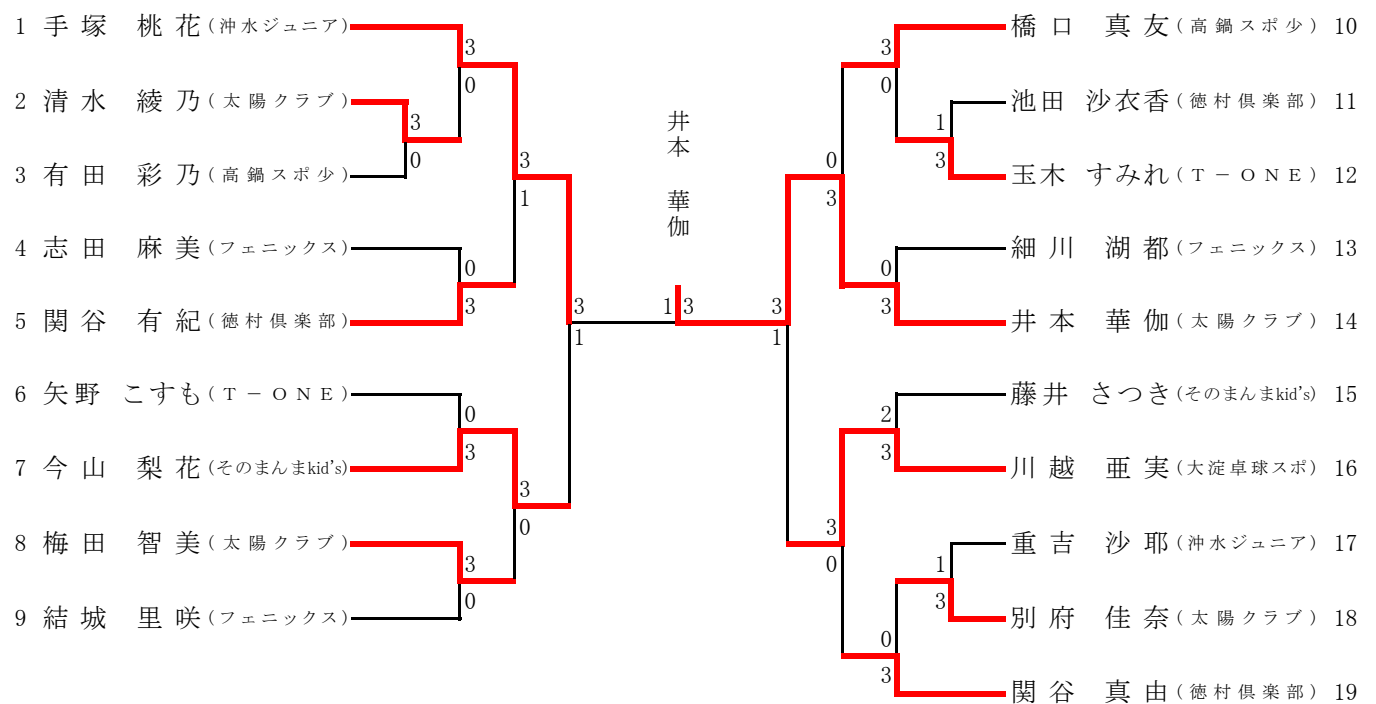 1 手塚 桃花(沖水ジュニア)
3
0
2 清水 綾乃(太陽クラブ)
3
0
3 有田 彩乃(高鍋スポ少)
3
1
4 志田 麻美(フェニックス)
0
3
5 関谷 有紀(徳村倶楽部)
3
1
6 矢野 こすも(T-ONE)
0
3
7 今山 梨花(そのまんまkid's)
3
0
8 梅田 智美(太陽クラブ)
3
0
9 結城 里咲(フェニックス)
井本 華伽
1 3
橋口 真友(高鍋スポ少) 10
3
0
池田 沙衣香(徳村倶楽部) 11
1
3
玉木 すみれ(T-ONE) 12
0
3
細川 湖都(フェニックス) 13
0
3
井本 華伽(太陽クラブ) 14
3
1
藤井 さつき(そのまんまkid's) 15
2
3
川越 亜実(大淀卓球スポ) 16
3
0
重吉 沙耶(沖水ジュニア) 17
1
3
別府 佳奈(太陽クラブ) 18
0
3
関谷 真由(徳村倶楽部) 19